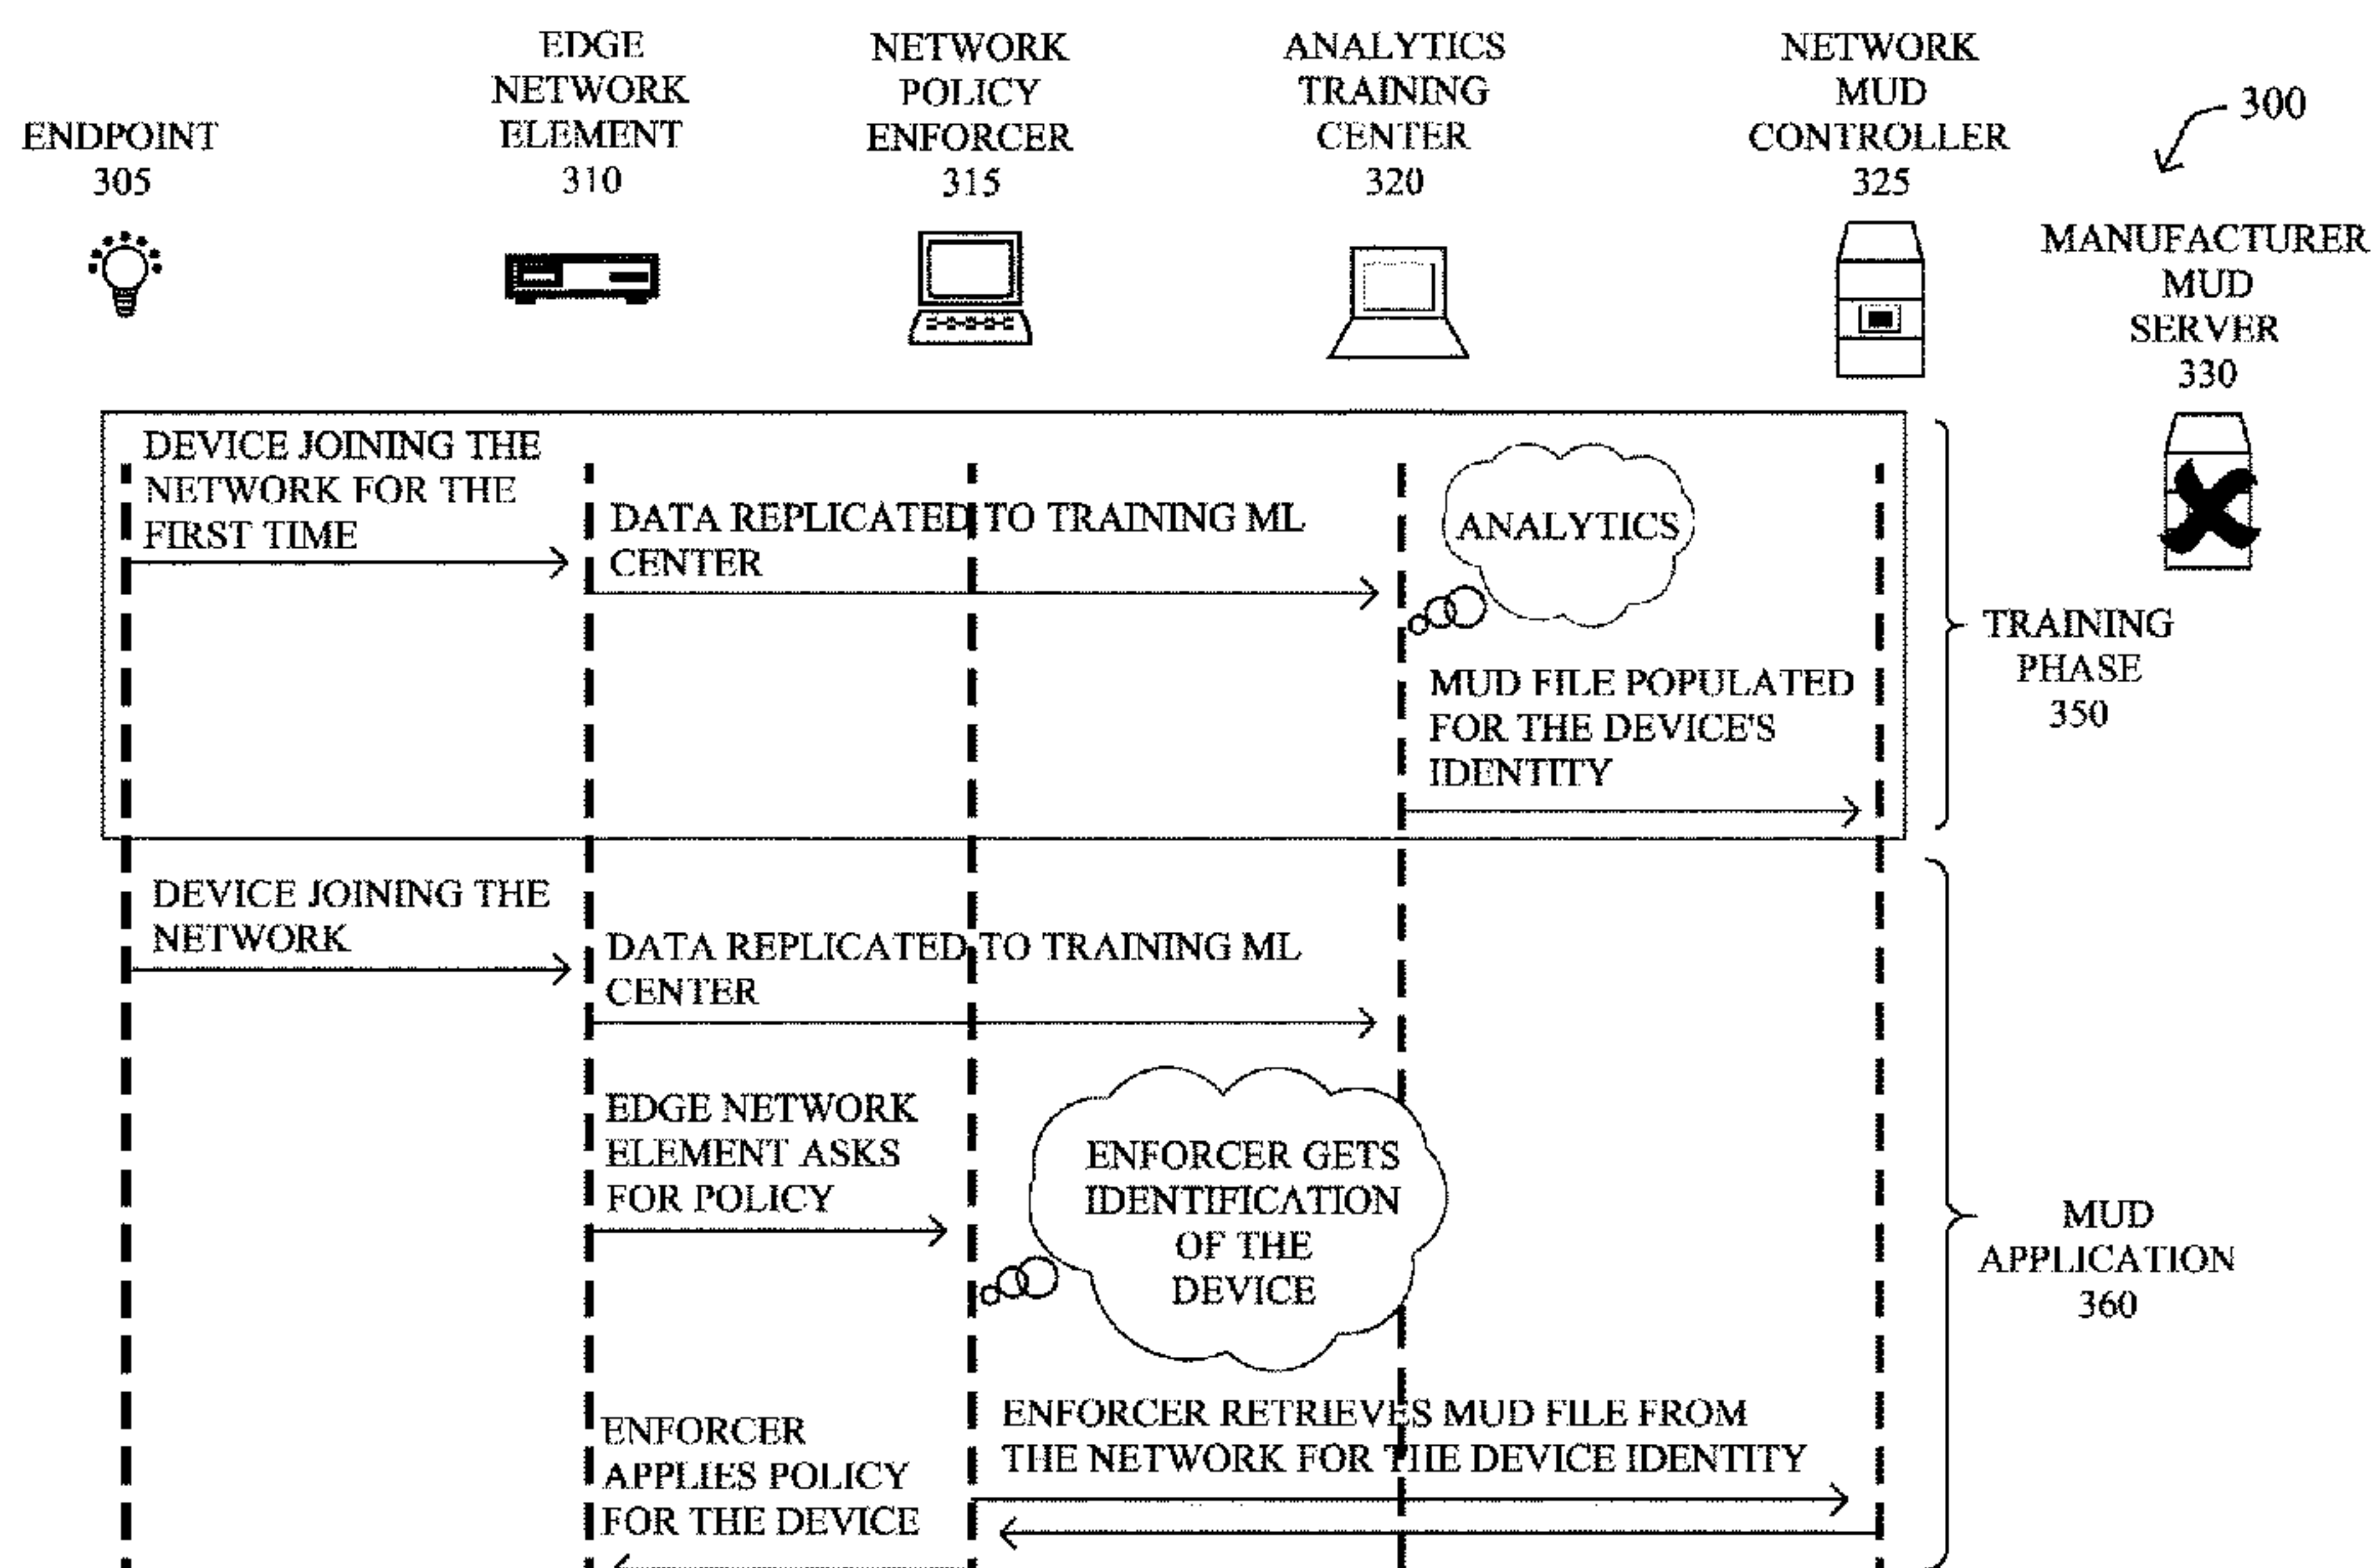 EDGE
NETWORK
ELEMENT
310
NETWORK
POLICY
ENFORCER
315
ANALYTICS
TRAINING
CENTER
320
NETWORK
MUD
CONTROLLER
325
300
ENDPOINT
305
MANUFACTURER
MUD
SERVER
330
DEVICE JOINING THE
NETWORK FOR THE
FIRST TIME
DATA REPLICATED TO TRAINING ML
CENTER
ANALYTICS
MUD FILE POPULATED
FOR THE DEVICE'S
IDENTITY
TRAINING
PHASE
350
DEVICE JOINING THE
NETWORK
DATA REPLICATED TO TRAINING ML
CENTER
EDGE NETWORK
ELEMENT ASKS
FOR POLICY
ENFORCER GETS
IDENTIFICATION
OF THE
DEVICE
MUD
APPLICATION
360
ENFORCER RETRIEVES MUD FILE FROM
THE NETWORK FOR THE DEVICE IDENTITY
ENFORCER
APPLIES POLICY
FOR THE DEVICE